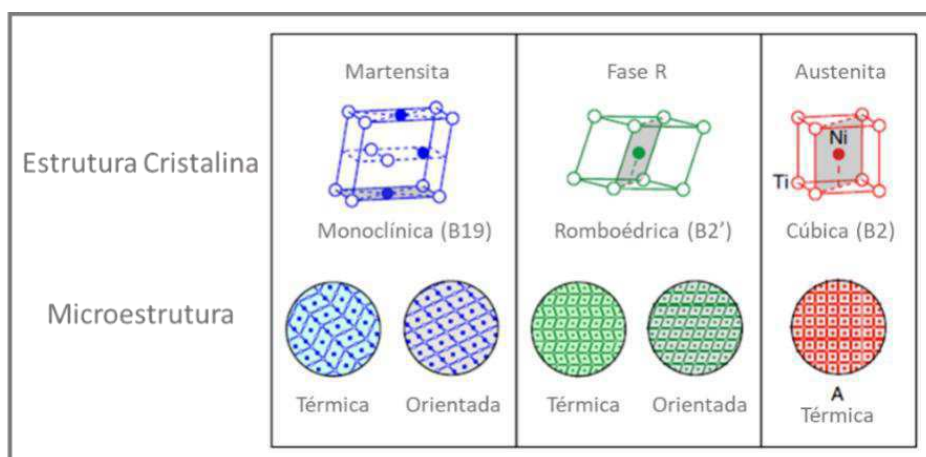 Martensita
Fase R
Austenita
Estrutura Cristalina
Ni
Ti
Monoclínica (B19)
Romboédrica (B2’)
Cúbica (B2)
Microestrutura
Térmica
Orientada
Térmica
Orientada
A
Térmica